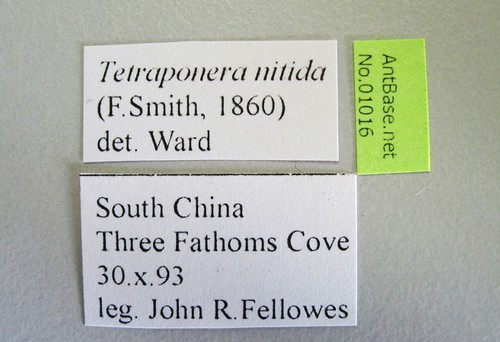 Tetraponera nitida
(F.Smith, 1860)
det. Ward
AntBase.net
No.01016
South China
Three Fathoms Cove
30.x.93
leg. John R.Fellowes